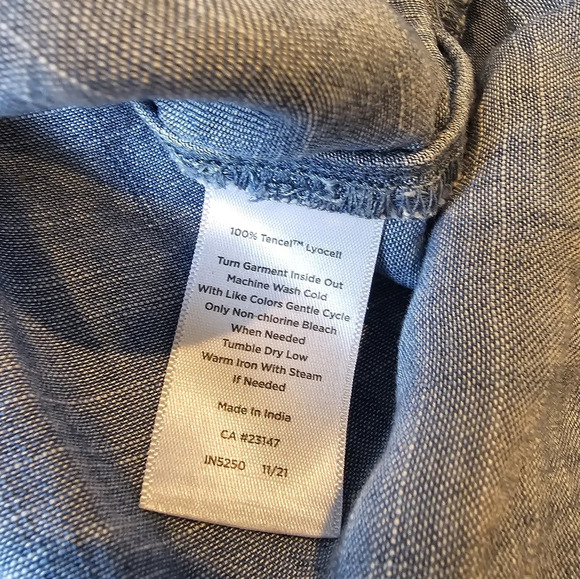 100% Tencel™ Lyocell
Turn Garment Inside Out
Machine Wash Cold
With Like Colors Gentle Cycle
Only Non-chlorine Bleach
When Needed
Tumble Dry Low
Warm Iron With Steam
If Needed
Made In India
CA #23147
IN5250 11/21